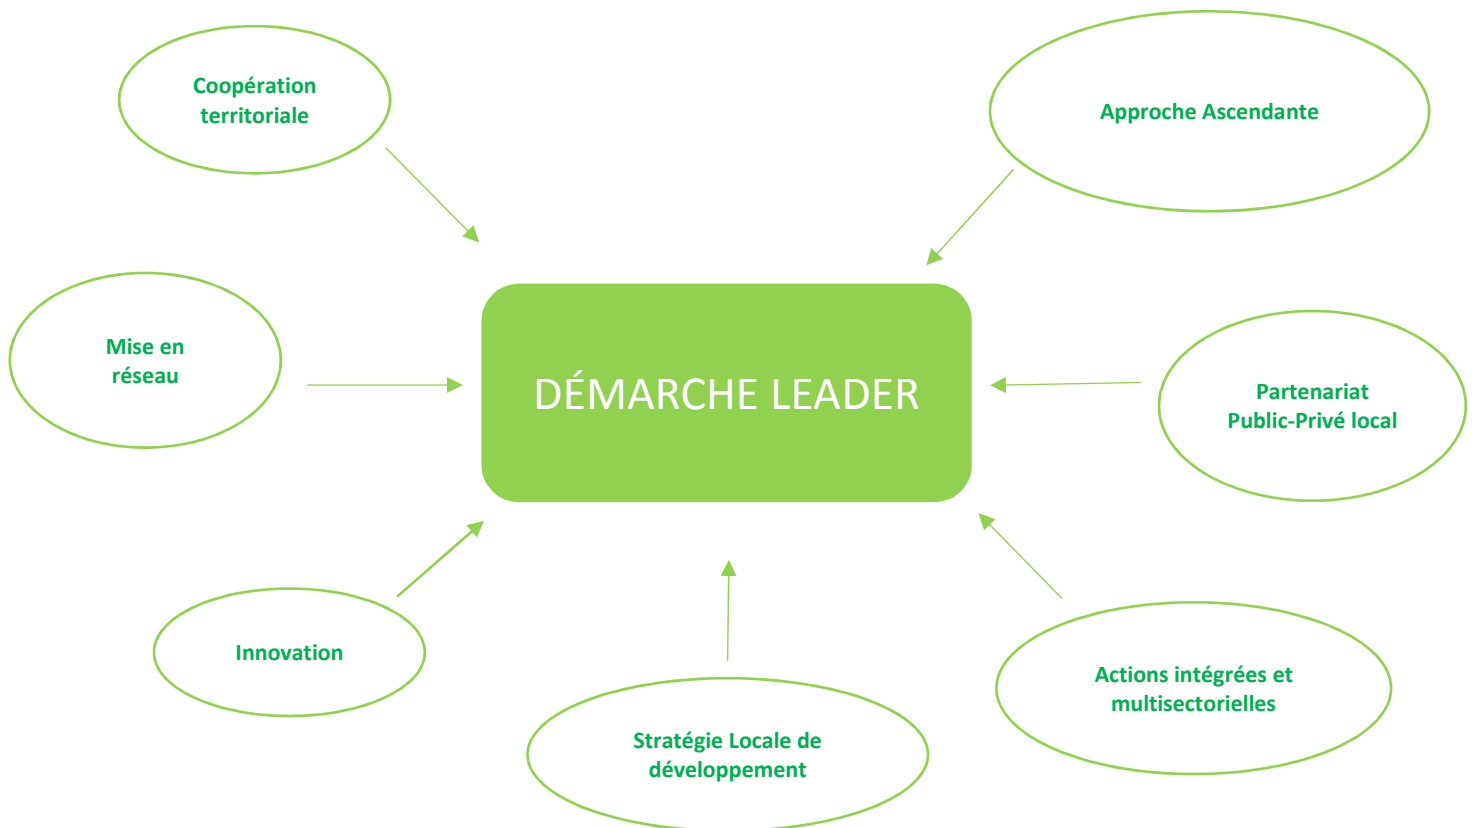 Coopération
territoriale
Approche Ascendante
Mise en
réseau
DÉMARCHE LEADER
Partenariat
Public-Privé local
Innovation
Stratégie Locale de
développement
Actions intégrées et
multisectorielles